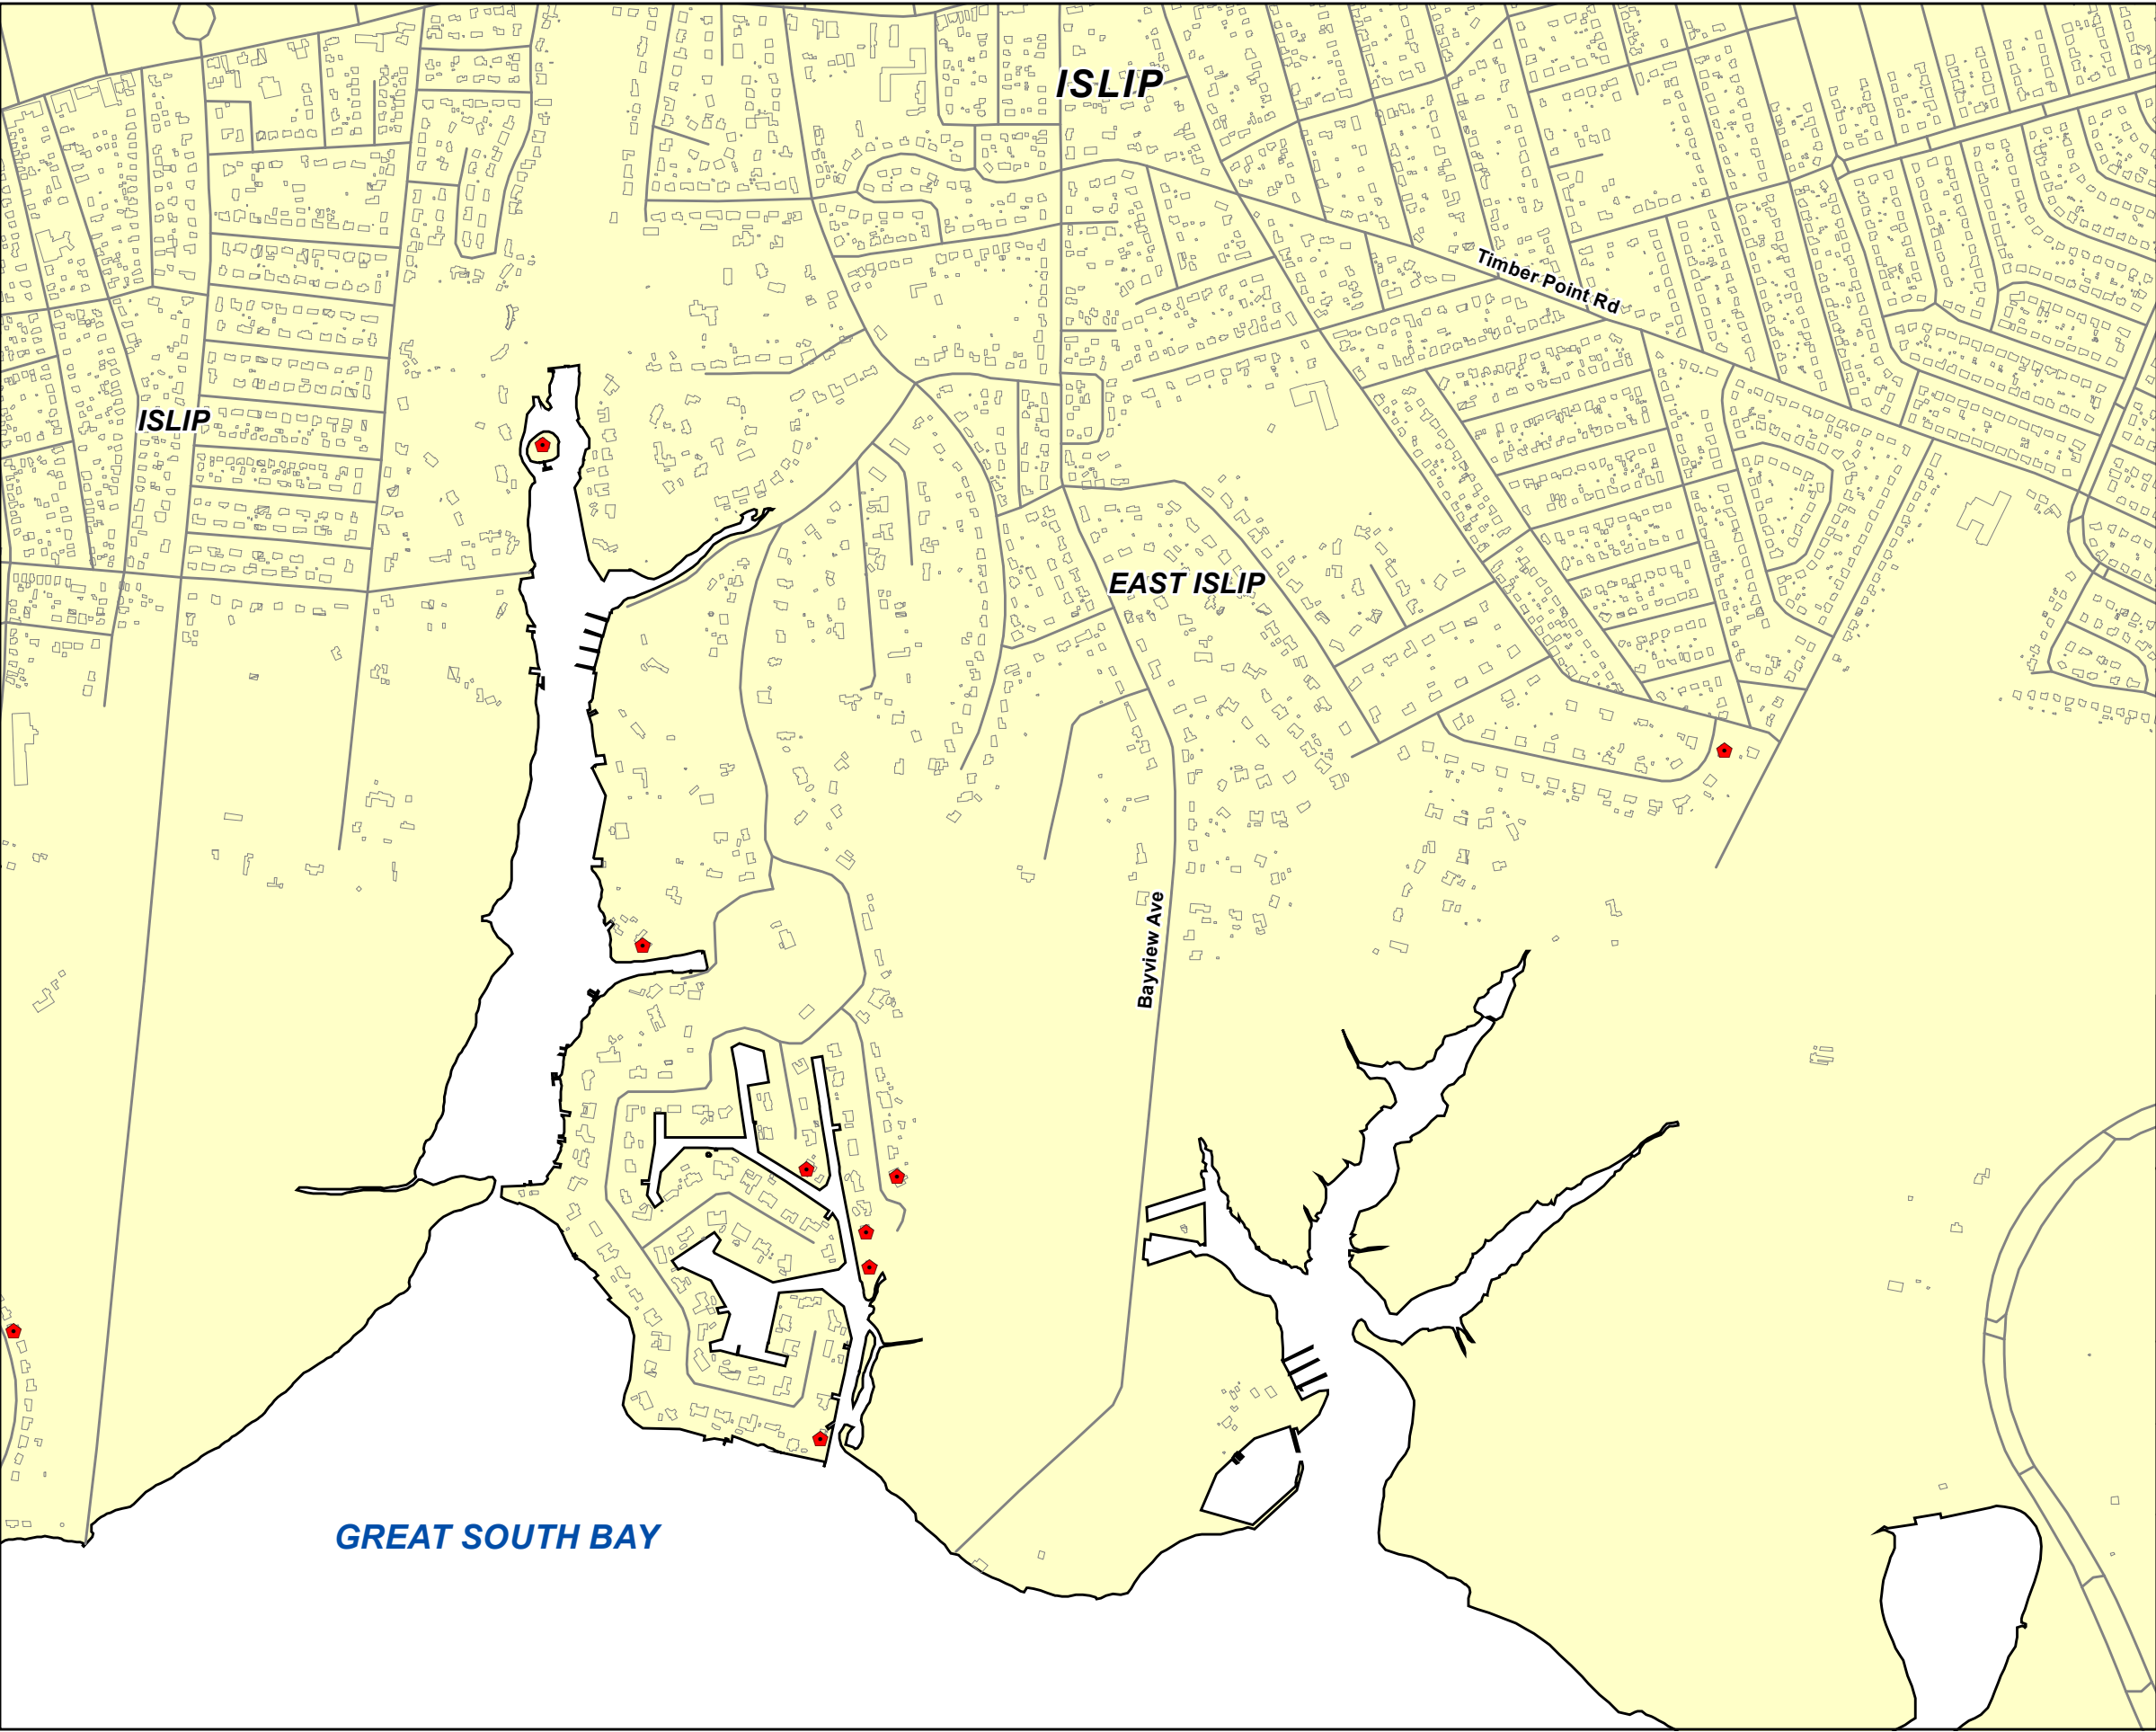 ISLIP
Timber Point Rd
ISLIP
EAST ISLIP
Bayview Ave
GREAT SOUTH BAY